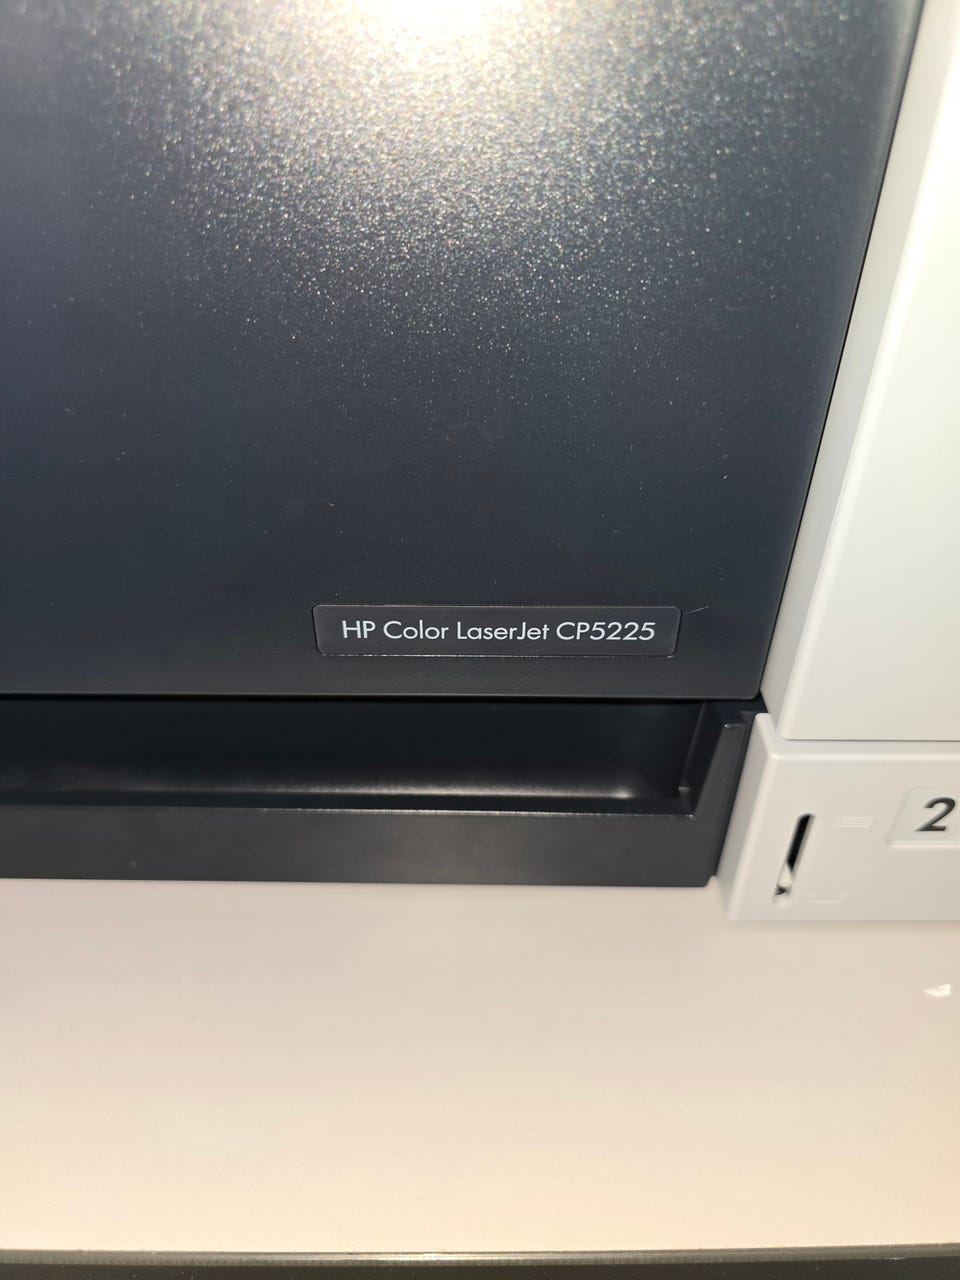 HP Color LaserJet CP5225
2